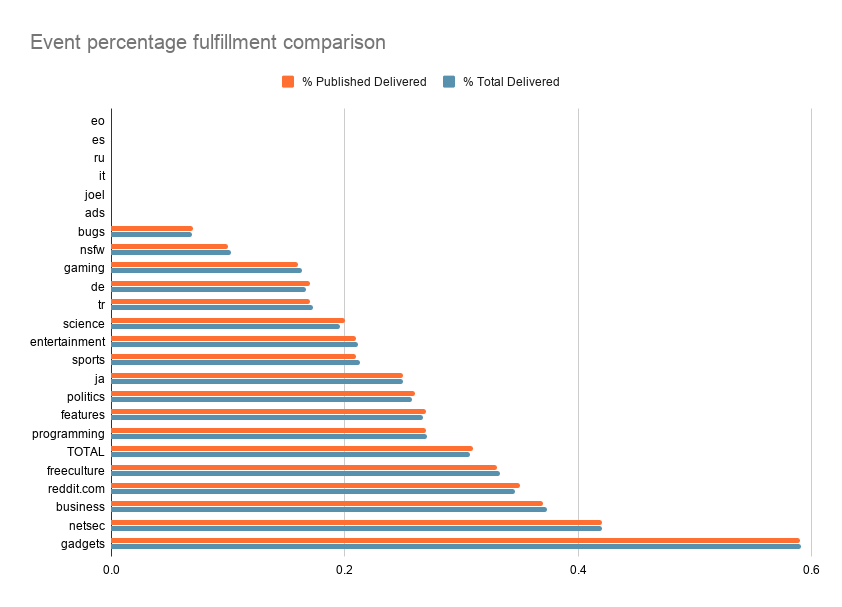 Event percentage fulfillment comparison
% Published Delivered % Total Delivered
eo
es
ru
it
joel
ads
bugs
nsfw
gaming
de
tr
science
entertainment
sports
ja
politics
features
programming
TOTAL
freeculture
reddit.com
business
netsec
gadgets
0.0 0.2 0.4 0.6